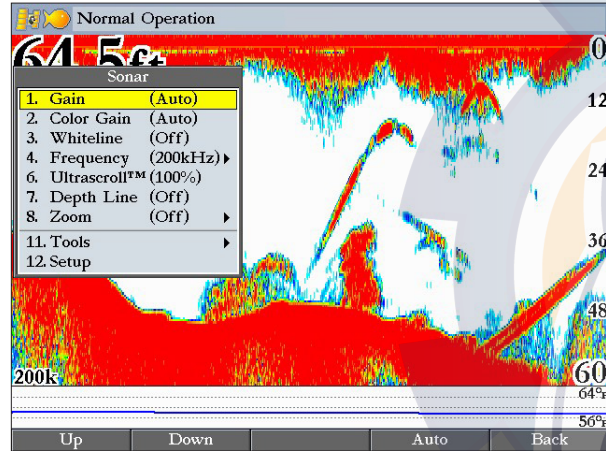 Normal Operation
64.5ft
Sonar
1. Gain (Auto)
2. Color Gain (Auto)
3. Whiteline (Off)
4. Frequency (200kHz)
6. Ultrascroll™ (100%)
7. Depth Line (Off)
8. Zoom (Off)
11. Tools
12. Setup
0
12
24
36
48
60
200k
64°F
56°F
Up Down Auto Back